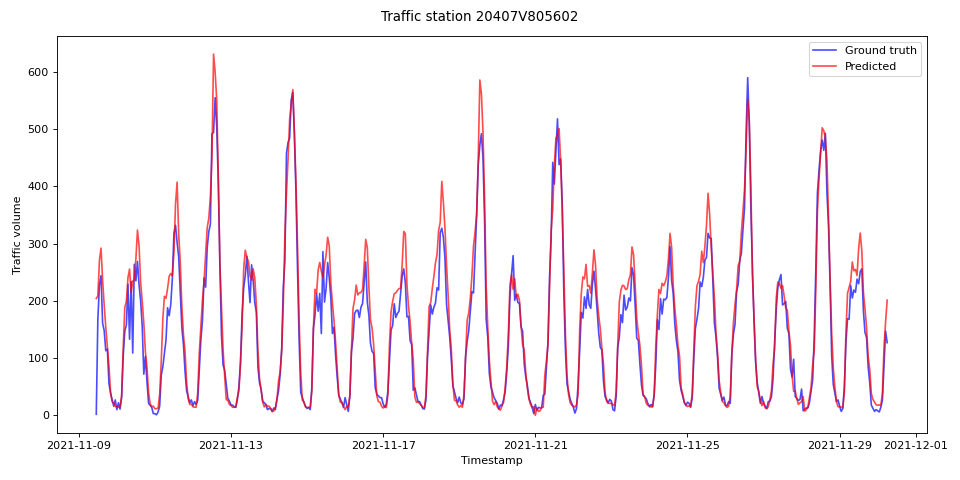 Traffic station 20407V805602
Ground truth
Predicted
Traffic volume
600
500
400
300
200
100
0
2021-11-09
2021-11-13
2021-11-17
2021-11-21
2021-11-25
2021-11-29
2021-12-01
Timestamp